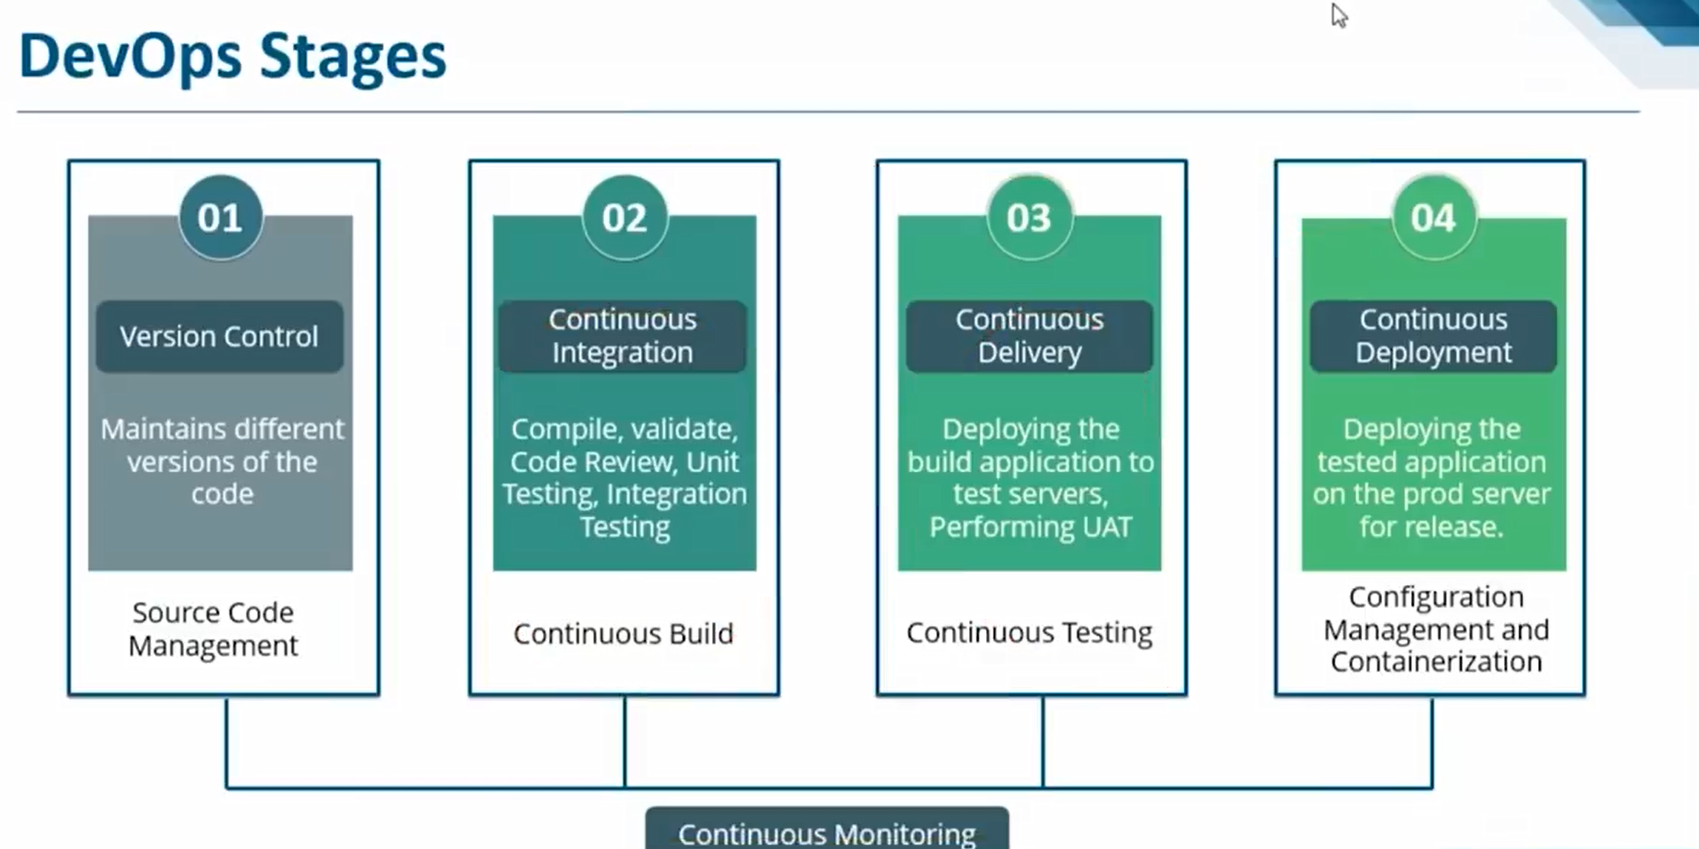 DevOps Stages
01
Version Control
Maintains different
versions of the
code
Source Code
Management
02
Continuous
Integration
Compile, validate,
Code Review, Unit
Testing, Integration
Testing
Continuous Build
03
Continuous
Delivery
Deploying the
build application to
test servers,
Performing UAT
Continuous Testing
04
Continuous
Deployment
Deploying the
tested application
on the prod server
for release.
Configuration
Management and
Containerization
Continuous Monitoring